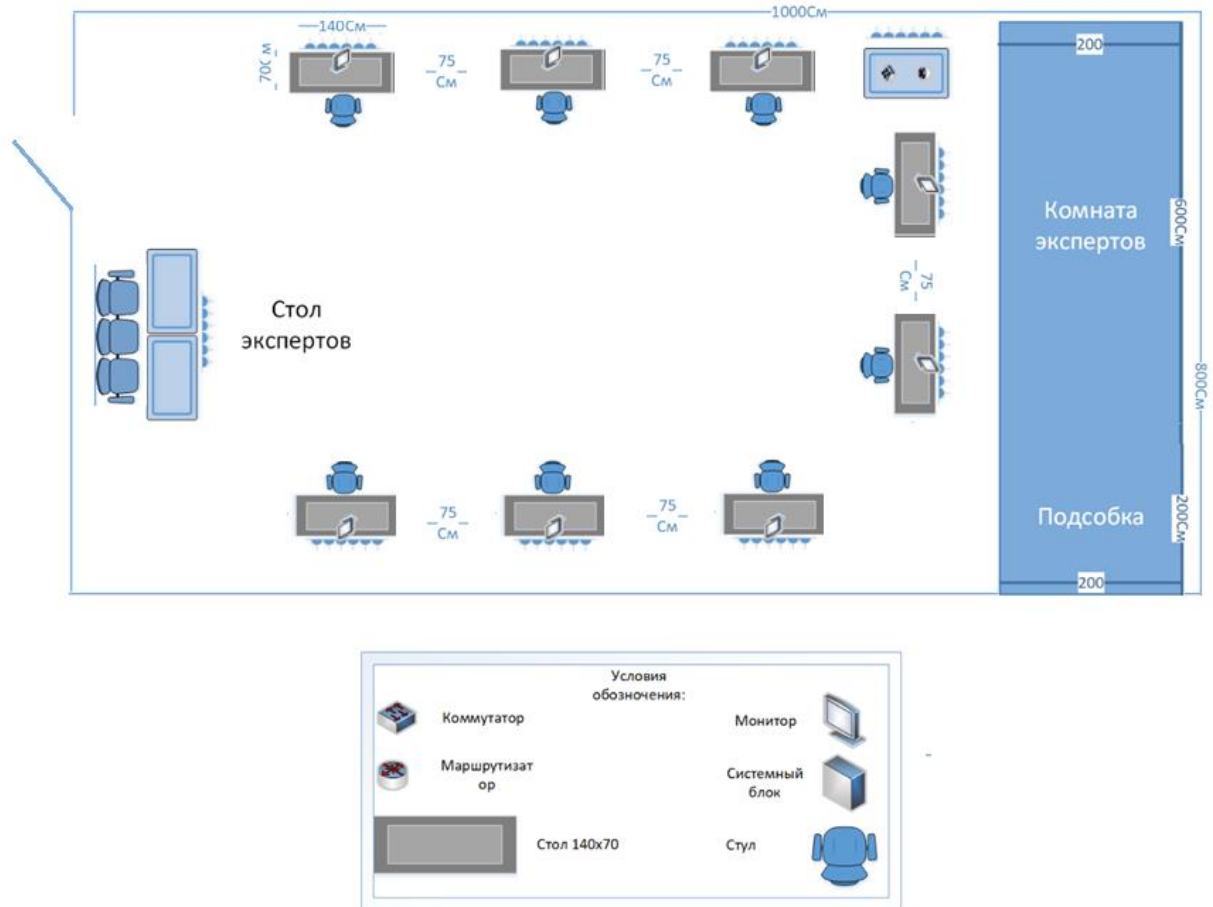 140См
1000См
70См
75
См
75
См
200
Комната
экспертов
600См
75
См
Стол
экспертов
800См
75
См
75
См
Подсобка
200См
200
Условия
обозначения:
Коммутатор
Монитор
Маршрутизат
ор
Системный
блок
Стол 140х70
Стул